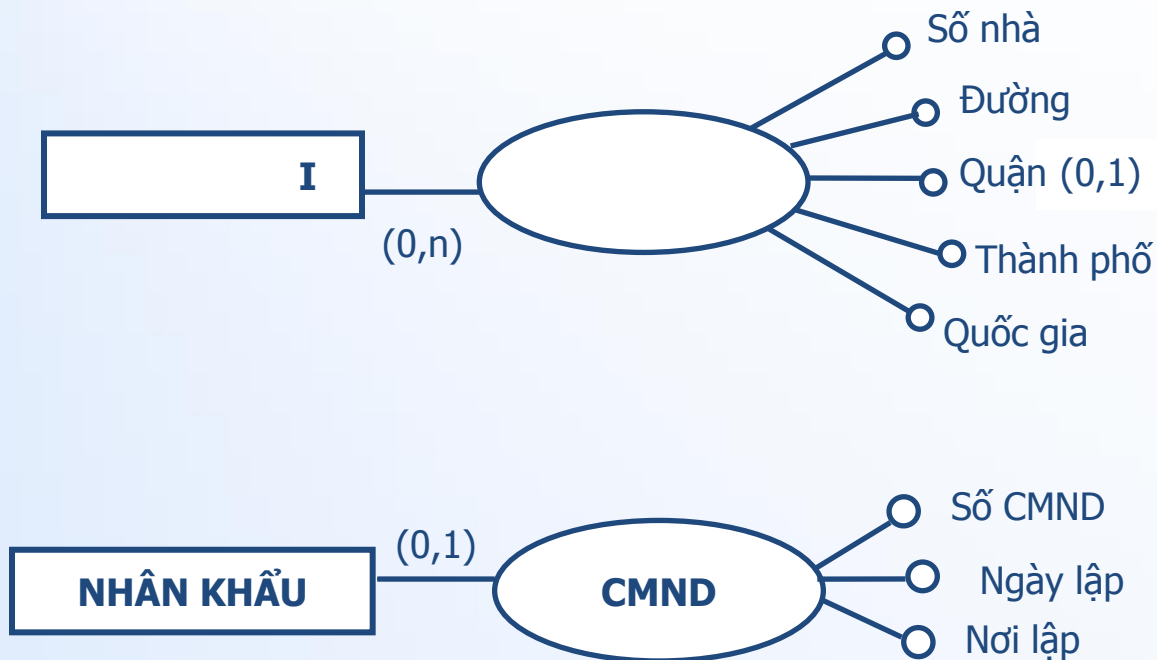 Số nhà
Đường
I
Quận (0,1)
(0,n)
Thành phố
Quốc gia
Số CMND
(0,1)
NHÂN KHẨU
CMND
Ngày lập
Nơi lập